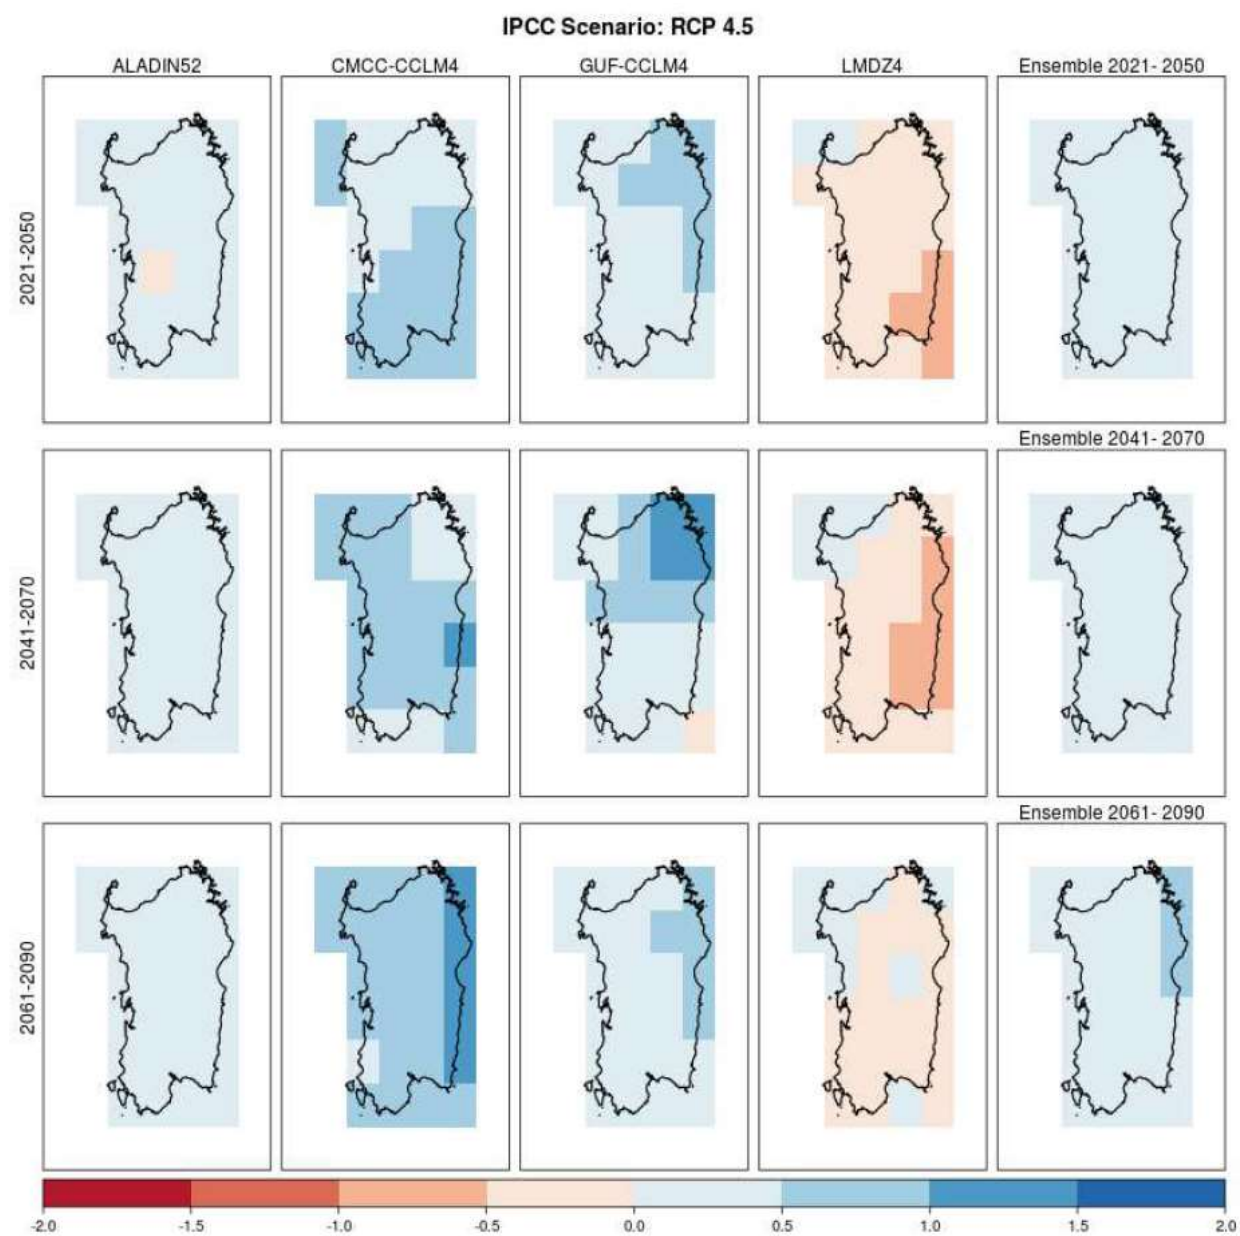 IPCC Scenario: RCP 4.5
ALADIN52 CMCC-CCLM4 GUF-CCLM4 LMDZ4 Ensemble 2021- 2050
2021-2050
Ensemble 2041- 2070
2041-2070
Ensemble 2061- 2090
2061-2090
-2.0 -1.5 -1.0 -0.5 0.0 0.5 1.0 1.5 2.0